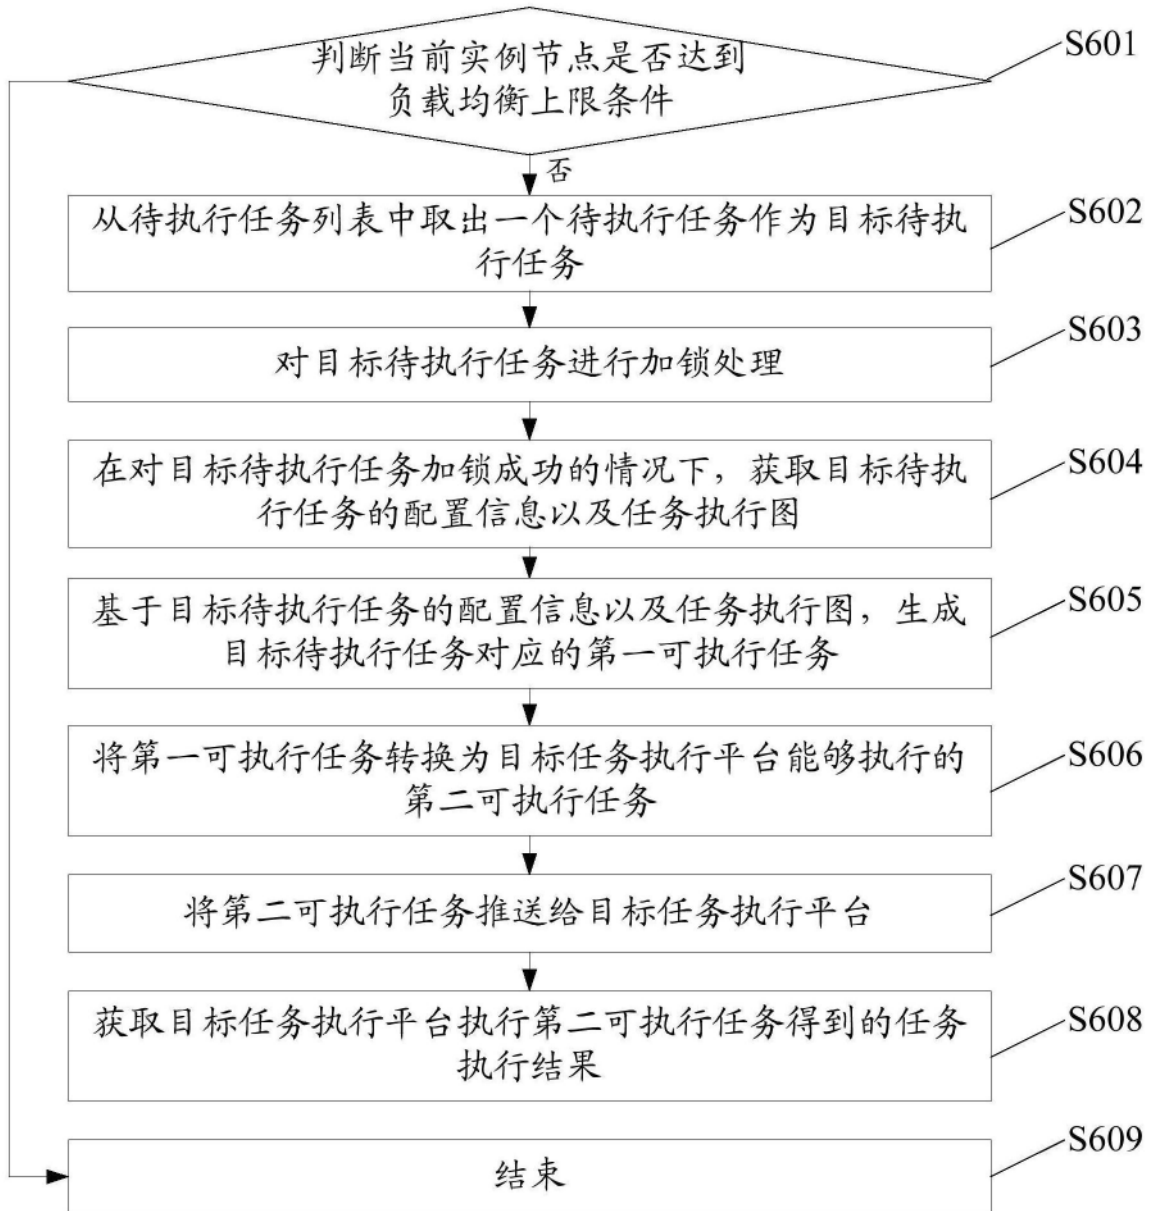 判断当前实例节点是否达到
负载均衡上限条件
S601
否
从待执行任务列表中取出一个待执行任务作为目标待执
行任务
S602
对目标待执行任务进行加锁处理
S603
在对目标待执行任务加锁成功的情况下，获取目标待执
行任务的配置信息以及任务执行图
S604
基于目标待执行任务的配置信息以及任务执行图，生成
目标待执行任务对应的第一可执行任务
S605
将第一可执行任务转换为目标任务执行平台能够执行的
第二可执行任务
S606
将第二可执行任务推送给目标任务执行平台
S607
获取目标任务执行平台执行第二可执行任务得到的任务
执行结果
S608
结束
S609